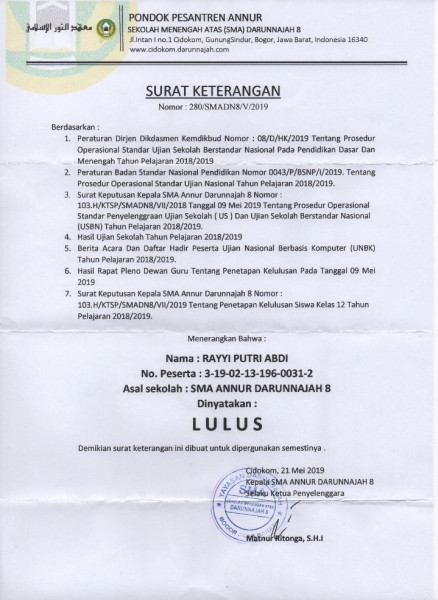 معهد النور الإسلامي
PONDOK PESANTREN ANNUR
SEKOLAH MENENGAH ATAS (SMA) DARUNNAJAH 8
Jl.Intan I no.1 Cidokom, GunungSindur, Bogor, Jawa Barat, Indonesia 16340
www.cidokom.darunnajah.com
SURAT KETERANGAN
Nomor : 280/SMADN8/V/2019
Berdasarkan :
1. Peraturan Dirjen Dikdasmen Kemdikbud Nomor : 08/D/HK/2019 Tentang Prosedur
Operasional Standar Ujian Sekolah Berstandar Nasional Pada Pendidikan Dasar Dan
Menengah Tahun Pelajaran 2018/2019
2. Peraturan Badan Standar Nasional Pendidikan Nomor 0043/P/BSNP/I/2019. Tentang
Prosedur Operasional Standar Ujian Nasional Tahun Pelajaran 2018/2019.
3. Surat Keputusan Kepala SMA Annur Darunnajah 8 Nomor :
103.H/KTSP/SMADN8/VII/2018 Tanggal 09 Mei 2019 Tentang Prosedur Operasional
Standar Penyelenggraan Ujian Sekolah ( US ) Dan Ujian Sekolah Berstandar Nasional
(USBN) Tahun Pelajaran 2018/2019.
4. Hasil Ujian Sekolah Tahun Pelajaran 2018/2019
5. Berita Acara Dan Daftar Hadir Peserta Ujian Nasional Berbasis Komputer (UNBK)
Tahun Pelajaran 2018/2019.
6. Hasil Rapat Pleno Dewan Guru Tentang Penetapan Kelulusan Pada Tanggal 09 Mei
2019
7. Surat Keputusan Kepala SMA Annur Darunnajah 8 Nomor :
103.H/KTSP/SMADN8/VII/2019 Tentang Penetapan Kelulusan Siswa Kelas 12 Tahun
Pelajaran 2018/2019.
Menerangkan Bahwa :
Nama : RAYYI PUTRI ABDI
No. Peserta : 3-19-02-13-196-0031-2
Asal sekolah : SMA ANNUR DARUNNAJAH 8
Dinyatakan :
L U L U S
Demikian surat keterangan ini dibuat untuk dipergunakan semestinya .
Cidokom, 21 Mei 2019
Kepala SMA ANNUR DARUNNAJAH 8
Selaku Ketua Penyelenggara
YAYASAN DARUNNAJAH
SMA
SEKOLAH MENENGAH ATAS
DARUNNAJAH 8
BOGOR
Matnur Ritonga, S.H.I